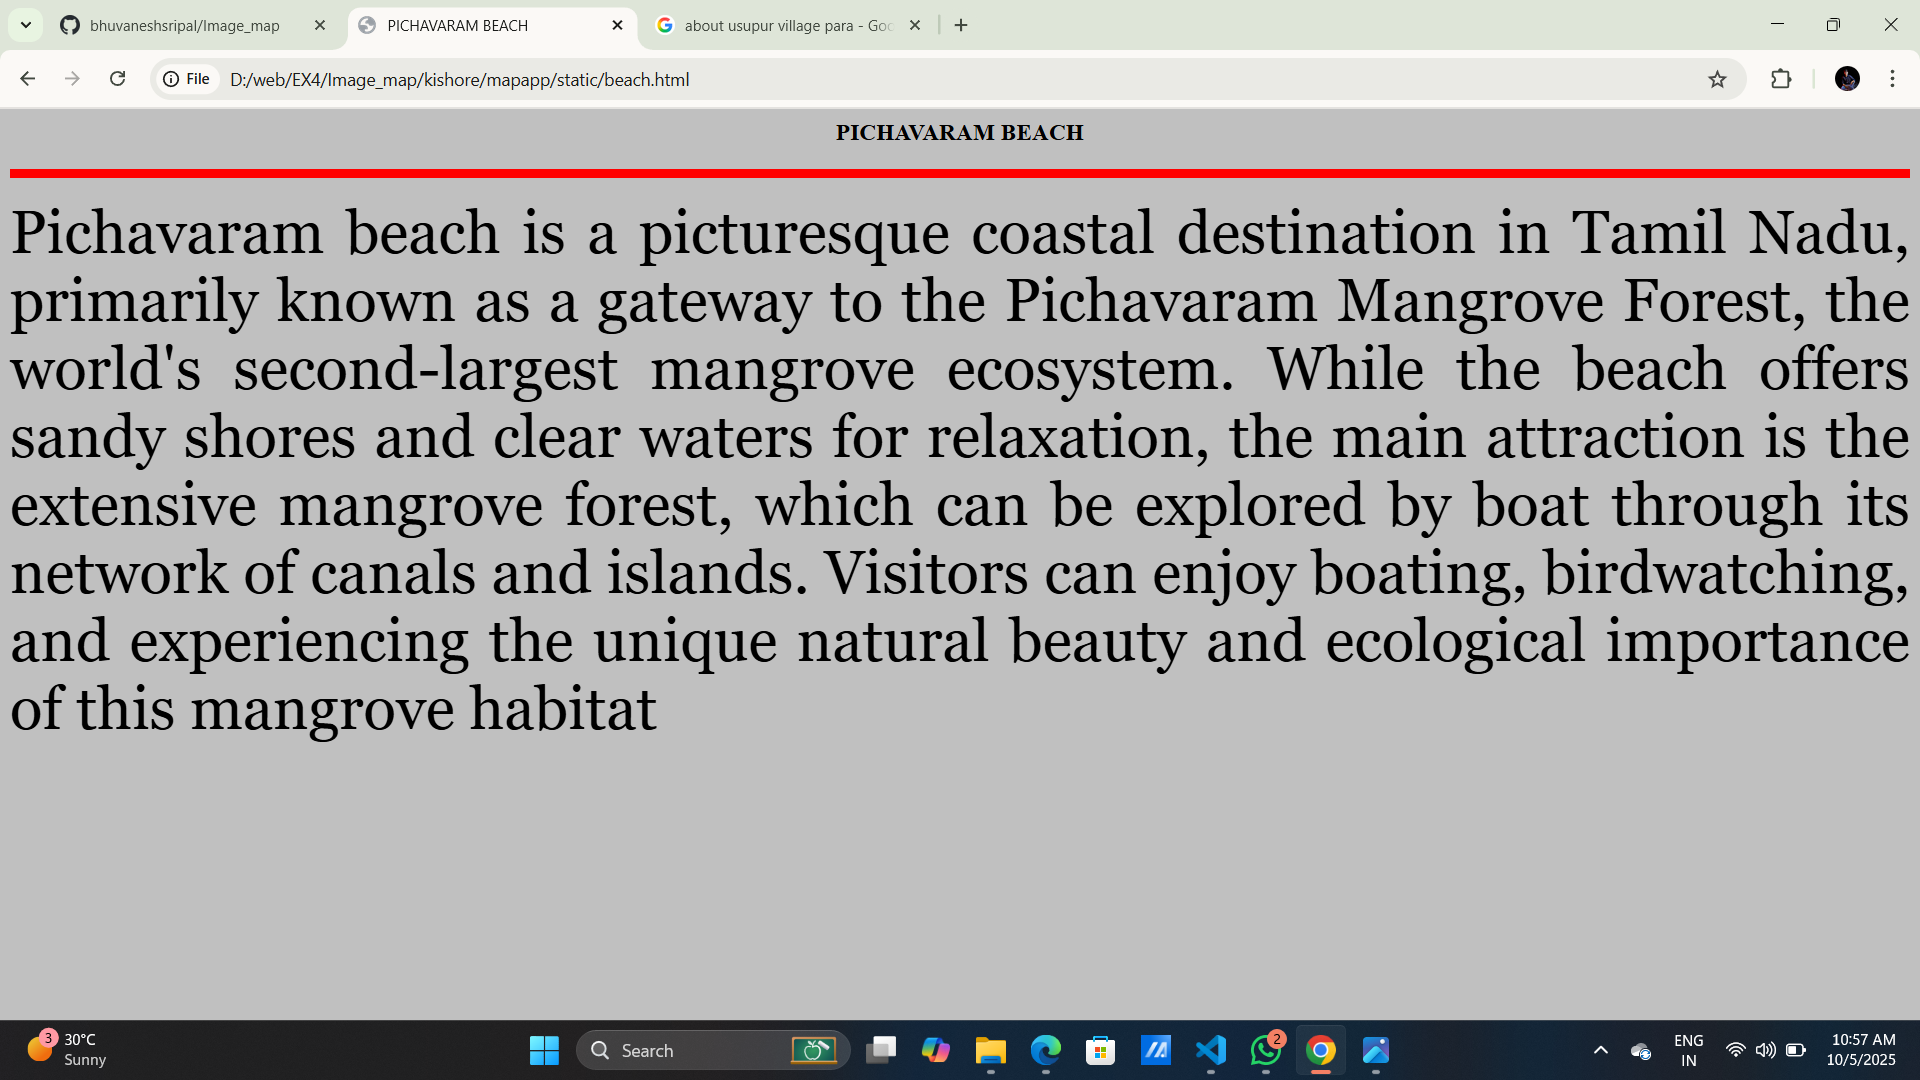 bhuvaneshsripal/Image_map
PICHAVARAM BEACH
about usupur village para - Goo
File
D:/web/EX4/Image_map/kishore/mapapp/static/beach.html
PICHAVARAM BEACH
Pichavaram beach is a picturesque coastal destination in Tamil Nadu,
primarily known as a gateway to the Pichavaram Mangrove Forest, the
world's second-largest mangrove ecosystem. While the beach offers
sandy shores and clear waters for relaxation, the main attraction is the
extensive mangrove forest, which can be explored by boat through its
network of canals and islands. Visitors can enjoy boating, birdwatching,
and experiencing the unique natural beauty and ecological importance
of this mangrove habitat
3
30°C
Sunny
Search
2
ENG
IN
10:57 AM
10/5/2025